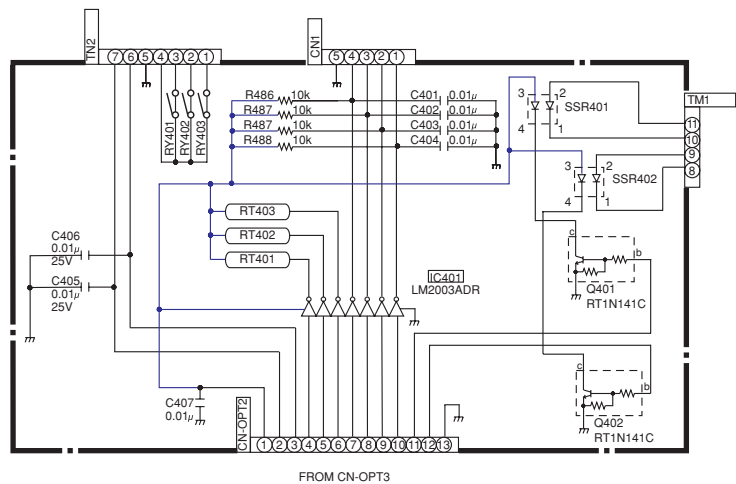 TN2
7 6 5 4 3 2 1
CN1
5 4 3 2 1
TM1
11
10
9
8
RY401
RY402
RY403
R486 10k
R487 10k
R487 10k
R488 10k
C401 0.01μ
C402 0.01μ
C403 0.01μ
C404 0.01μ
3 2
4 1
SSR401
3 2
4 1
SSR402
RT403
RT402
RT401
C406
0.01μ
25V
C405
0.01μ
25V
IC401
LM2003ADR
c
b
Q401
RT1N141C
c
b
Q402
RT1N141C
C407
0.01μ
CN-OPT2
1 2 3 4 5 6 7 8 9 10 11 12 13
FROM CN-OPT3